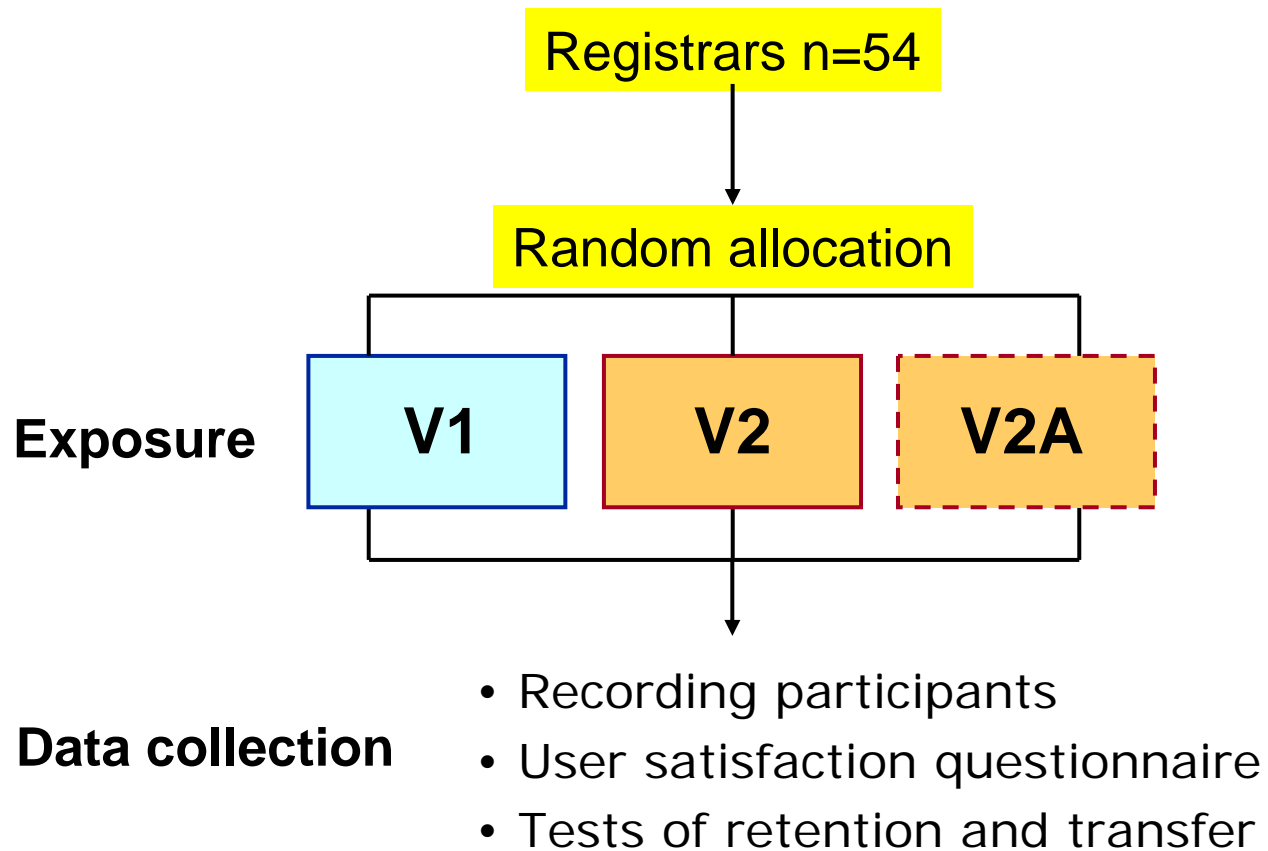 Registrars n=54
Random allocation
Exposure
V1
V2
V2A
Data collection
• Recording participants
• User satisfaction questionnaire
• Tests of retention and transfer